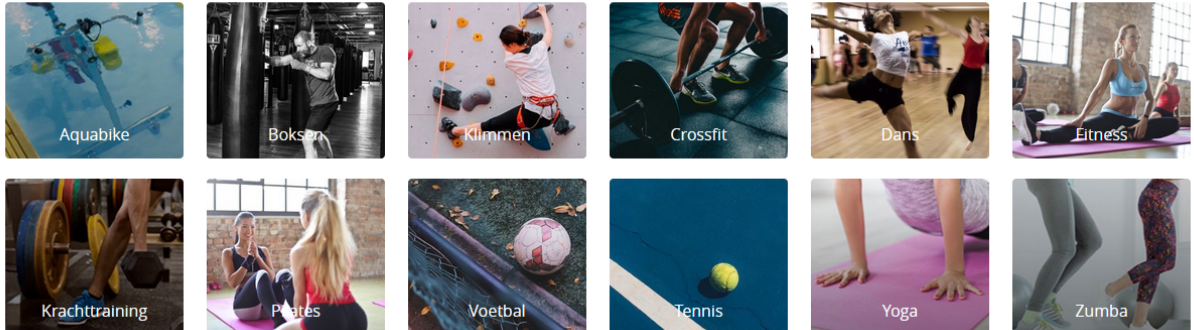 Aquabike
Boksen
Klimmen
Crossfit
Dans
Fitness
Krachttraining
Pilates
Voetbal
Tennis
Yoga
Zumba